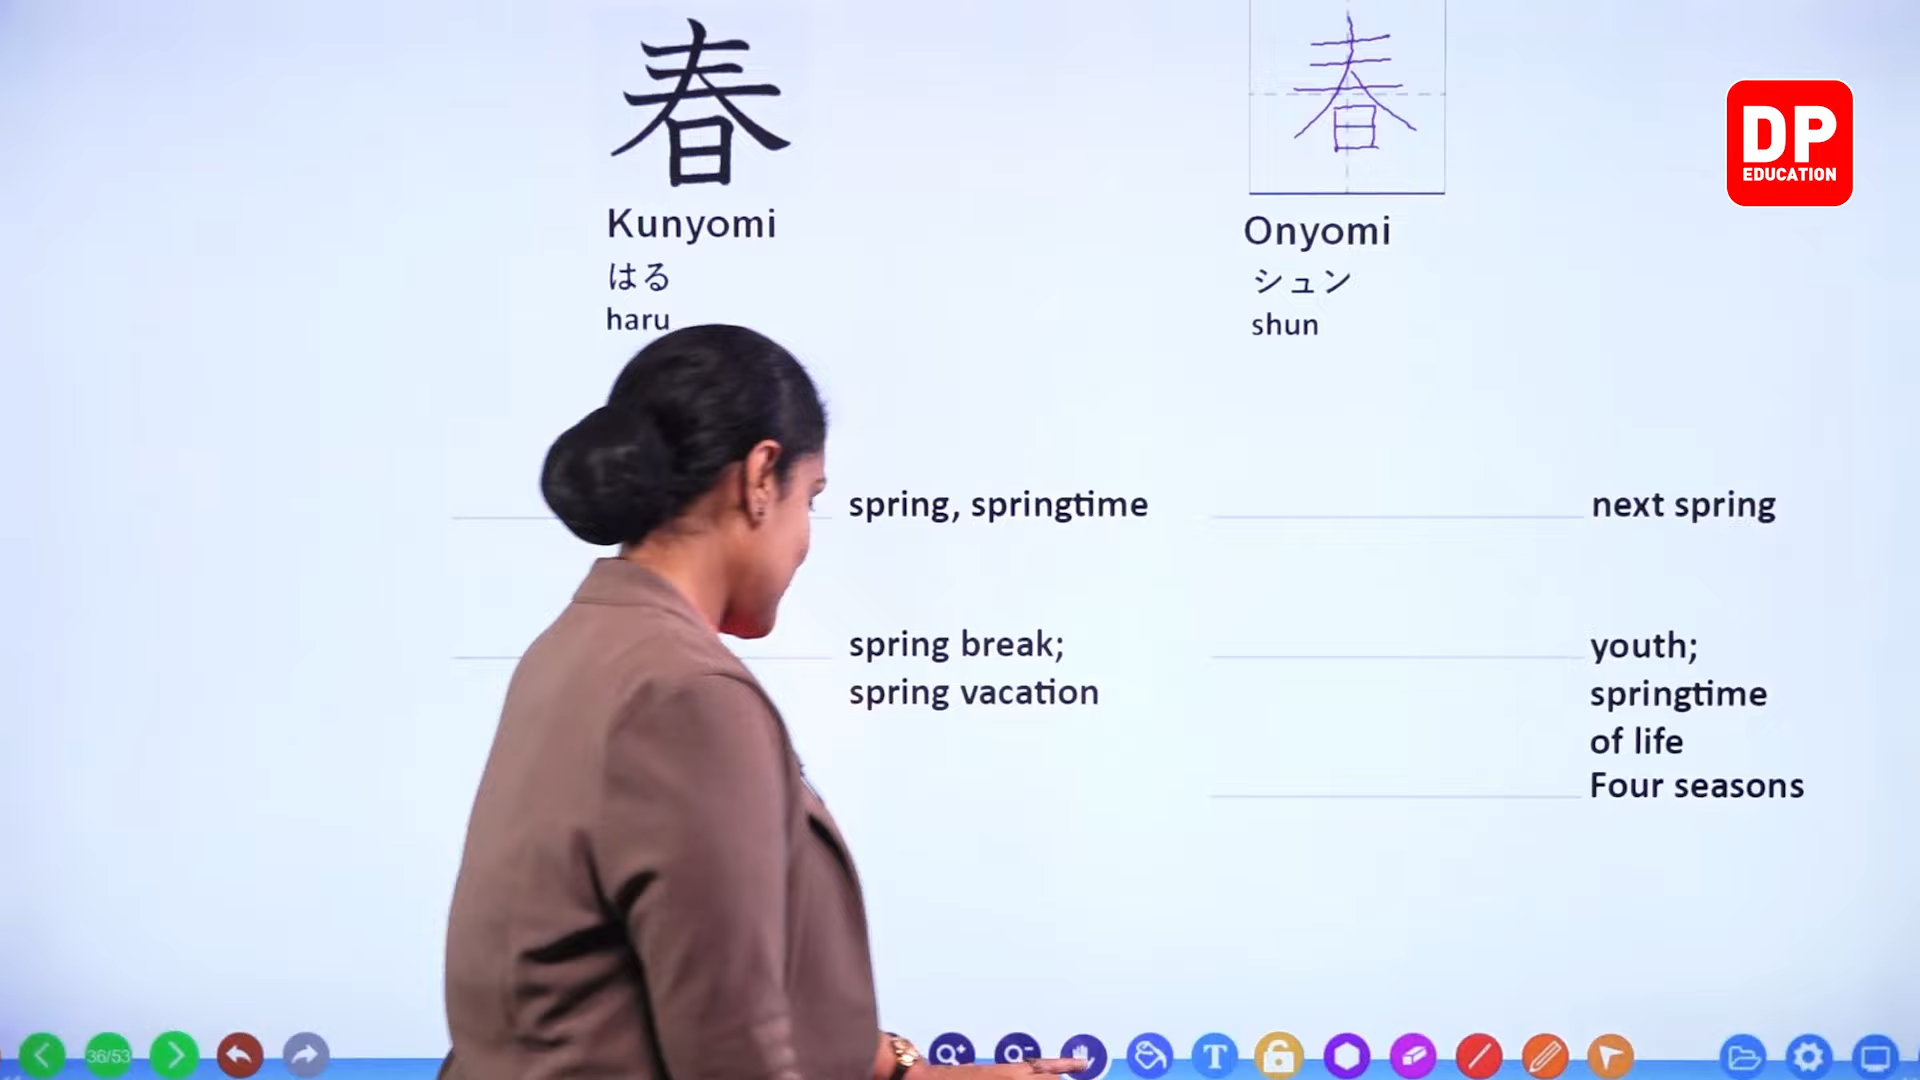 春
春
DP
EDUCATION
Kunyomi
はる
haru
Onyomi
シュン
shun
spring, springtime
next spring
spring break;
spring vacation
youth;
springtime
of life
Four seasons
36/53
T